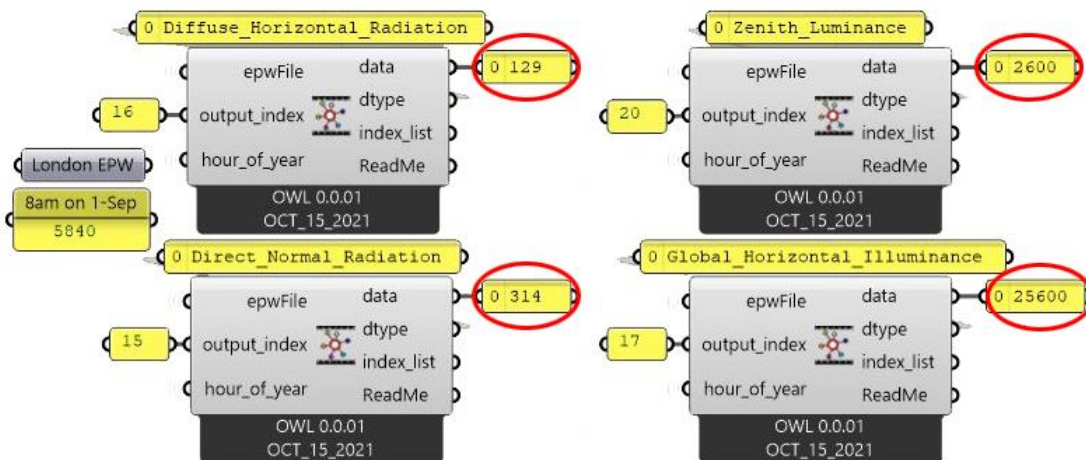 0 Diffuse_Horizontal_Radiation
epwFile
data
0 129
16
output_index
dtype
index_list
hour_of_year
ReadMe
OWL 0.0.01
OCT_15_2021
0 Zenith_Luminance
epwFile
data
0 2600
20
output_index
dtype
index_list
hour_of_year
ReadMe
OWL 0.0.01
OCT_15_2021
London EPW
8am on 1-Sep
5840
0 Direct_Normal_Radiation
epwFile
data
0 314
15
output_index
dtype
index_list
hour_of_year
ReadMe
OWL 0.0.01
OCT_15_2021
0 Global_Horizontal_Illuminance
epwFile
data
0 25600
17
output_index
dtype
index_list
hour_of_year
ReadMe
OWL 0.0.01
OCT_15_2021